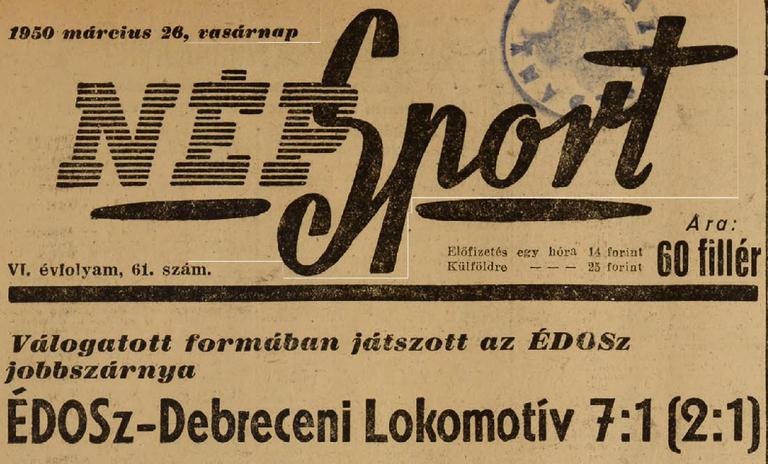 1950 március 26, vasárnap
NÉPSport
Ára:
VI. évfolyam, 61. szám.
Előfizetés egy hóra 14 forint
Külföldre — — — 25 forint
60 fillér
Válogatott formában játszott az ÉDOSz
jobbszárnya
ÉDOSz-Debreceni Lokomotív 7:1 (2:1)